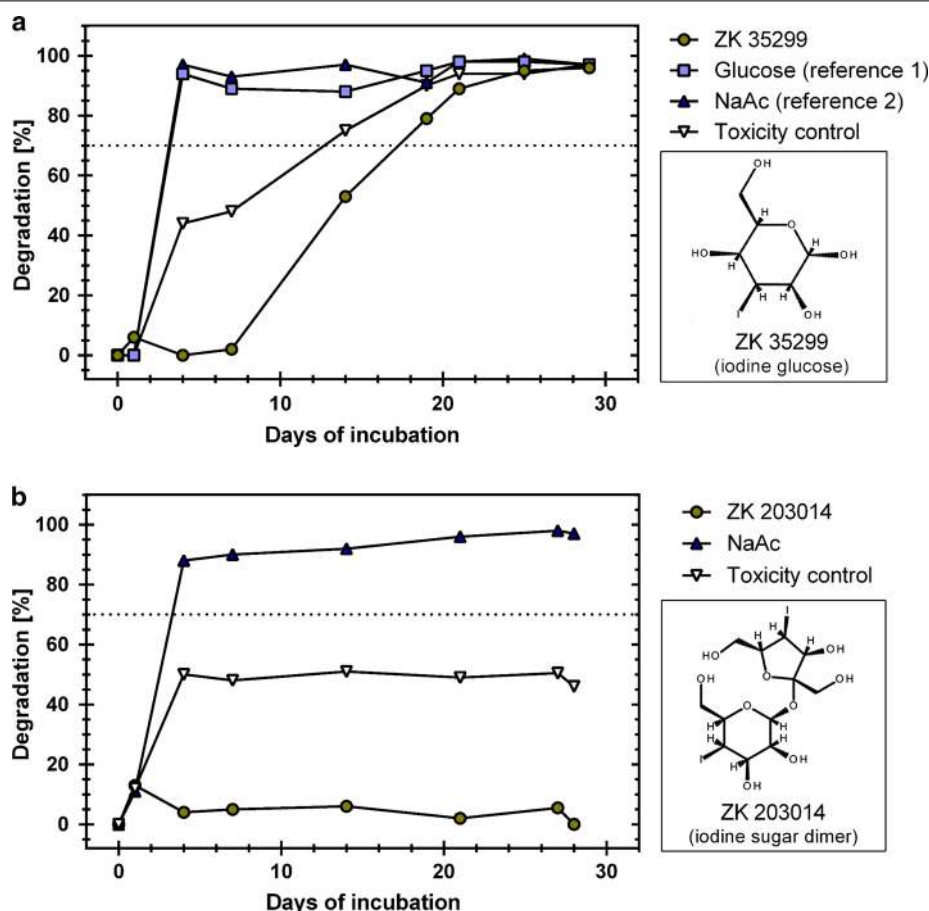 a
100
80
60
40
20
0
Degradation [%]
0 10 20 30
Days of incubation
ZK 35299
Glucose (reference 1)
NaAc (reference 2)
Toxicity control
OH
H
O
H
HO
OH
H
H
H
I
OH
ZK 35299
(iodine glucose)
b
100
80
60
40
20
0
Degradation [%]
0 10 20 30
Days of incubation
ZK 203014
NaAc
Toxicity control
I
H
H
HO
OH
H
O
OH
OH
O
O
H
H
H
H
I
H
OH
OH
ZK 203014
(iodine sugar dimer)